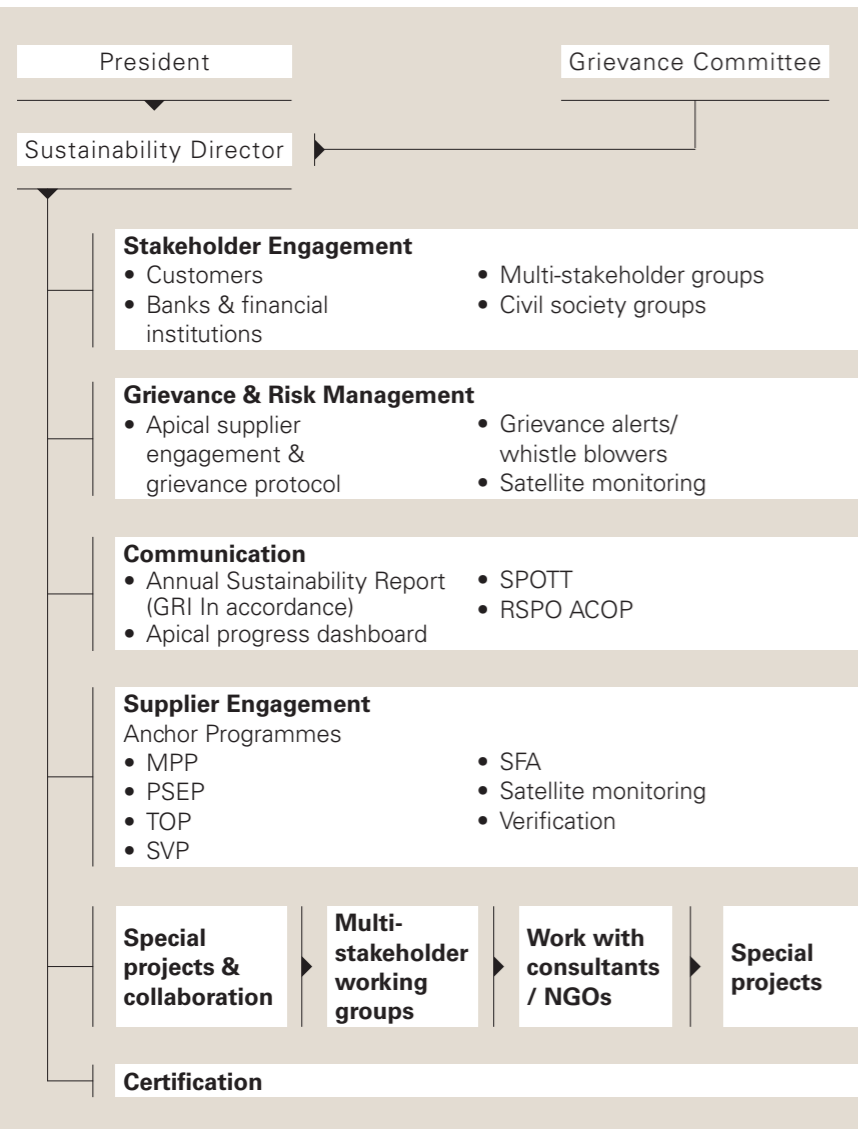 President
Grievance Committee
Sustainability Director
Stakeholder Engagement
• Customers
• Banks & financial
institutions
• Multi-stakeholder groups
• Civil society groups
Grievance & Risk Management
• Apical supplier
engagement &
grievance protocol
• Grievance alerts/
whistle blowers
• Satellite monitoring
Communication
• Annual Sustainability Report
(GRI In accordance)
• Apical progress dashboard
• SPOTT
• RSPO ACOP
Supplier Engagement
Anchor Programmes
• MPP
• PSEP
• TOP
• SVP
• SFA
• Satellite monitoring
• Verification
Special
projects &
collaboration
Multi-
stakeholder
working
groups
Work with
consultants
/ NGOs
Special
projects
Certification